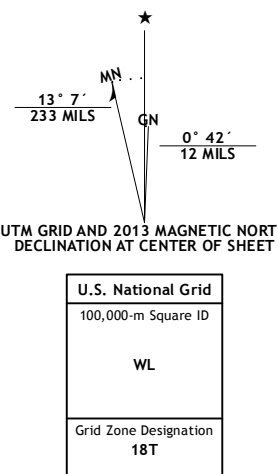 ★
MN
GN
13° 7´
233 MILS
0° 42´
12 MILS
UTM GRID AND 2013 MAGNETIC NORT
DECLINATION AT CENTER OF SHEET
U.S. National Grid
100,000-m Square ID
WL
Grid Zone Designation
18T